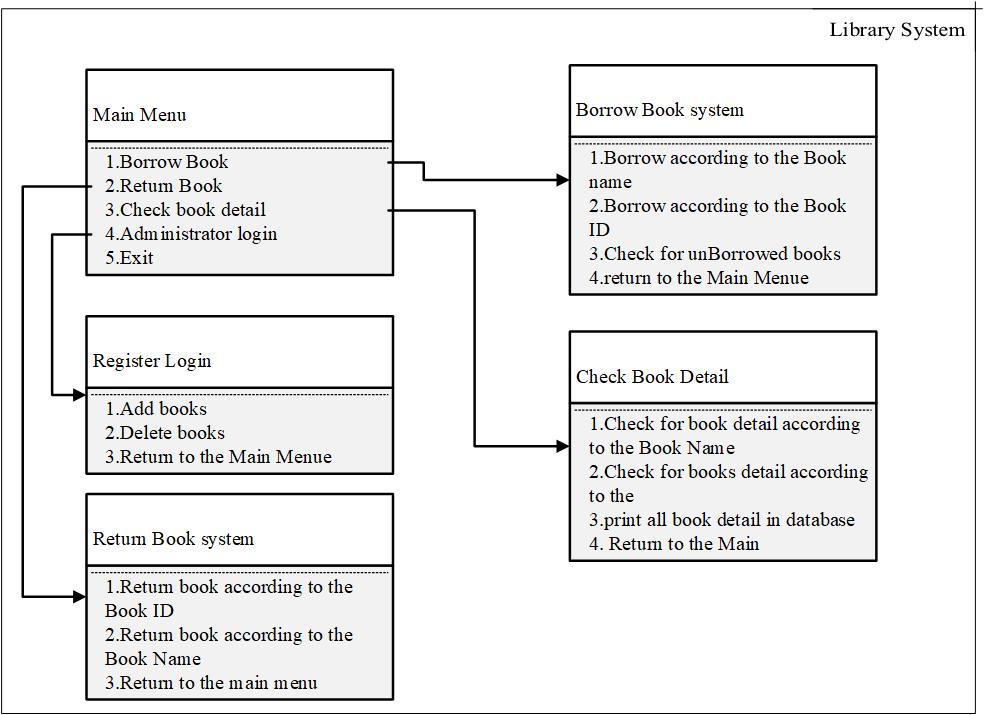 Library System
Main Menu
1.Borrow Book
2.Return Book
3.Check book detail
4.Administrator login
5.Exit
Borrow Book system
1.Borrow according to the Book
name
2.Borrow according to the Book
ID
3.Check for unBorrowed books
4.return to the Main Menue
Register Login
1.Add books
2.Delete books
3.Return to the Main Menue
Check Book Detail
1.Check for book detail according
to the Book Name
2.Check for books detail according
to the
3.print all book detail in database
4. Return to the Main
Return Book system
1.Return book according to the
Book ID
2.Return book according to the
Book Name
3.Return to the main menu